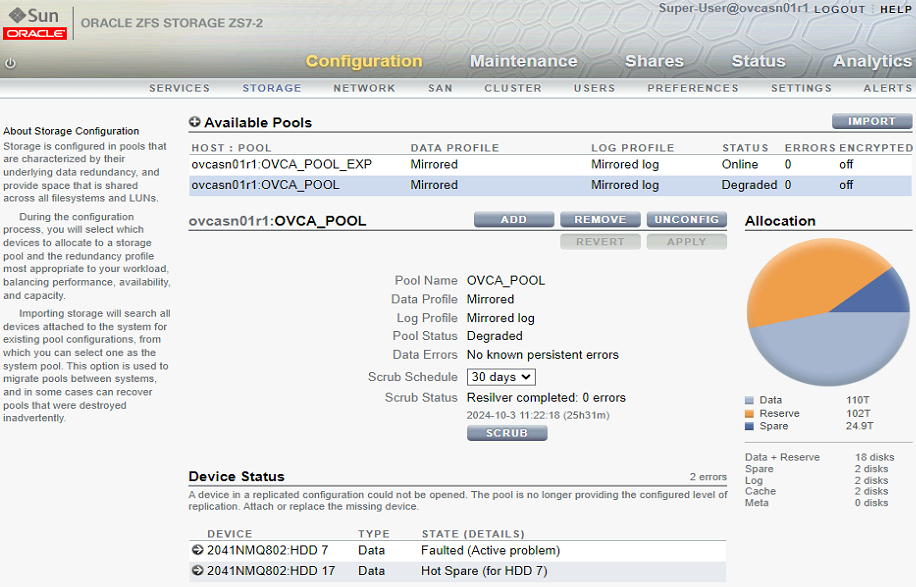 Sun
ORACLE
ORACLE ZFS STORAGE ZS7-2
Super-User@ovcasn01r1 LOGOUT HELP
Configuration Maintenance Shares Status Analytics
SERVICES STORAGE NETWORK SAN CLUSTER USERS PREFERENCES SETTINGS ALERTS
About Storage Configuration
Storage is configured in pools that
are characterized by their
underlying data redundancy, and
provide space that is shared
across all filesystems and LUNs.
During the configuration
process, you will select which
devices to allocate to a storage
pool and the redundancy profile
most appropriate to your workload,
balancing performance, availability,
and capacity.
Importing storage will search all
devices attached to the system for
existing pool configurations, from
which you can select one as the
system pool. This option is used to
migrate pools between systems,
and in some cases can recover
pools that were destroyed
inadvertently.
Available Pools
IMPORT
HOST : POOL DATA PROFILE LOG PROFILE STATUS ERRORS ENCRYPTED
ovcasn01r1:OVCA_POOL_EXP Mirrored Mirrored log Online 0 off
ovcasn01r1:OVCA_POOL Mirrored Mirrored log Degraded 0 off
ovcasn01r1:OVCA_POOL
ADD REMOVE UNCONFIG
REVERT APPLY
Pool Name OVCA_POOL
Data Profile Mirrored
Log Profile Mirrored log
Pool Status Degraded
Data Errors No known persistent errors
Scrub Schedule 30 days
Scrub Status Resilver completed: 0 errors
2024-10-3 11:22:18 (25h31m)
SCRUB
Allocation
Data 110T
Reserve 102T
Spare 24.9T
Data + Reserve 18 disks
Spare 2 disks
Log 2 disks
Cache 2 disks
Meta 0 disks
Device Status 2 errors
A device in a replicated configuration could not be opened. The pool is no longer providing the configured level of
replication. Attach or replace the missing device.
DEVICE TYPE STATE (DETAILS)
2041NMQ802:HDD 7 Data Faulted (Active problem)
2041NMQ802:HDD 17 Data Hot Spare (for HDD 7)